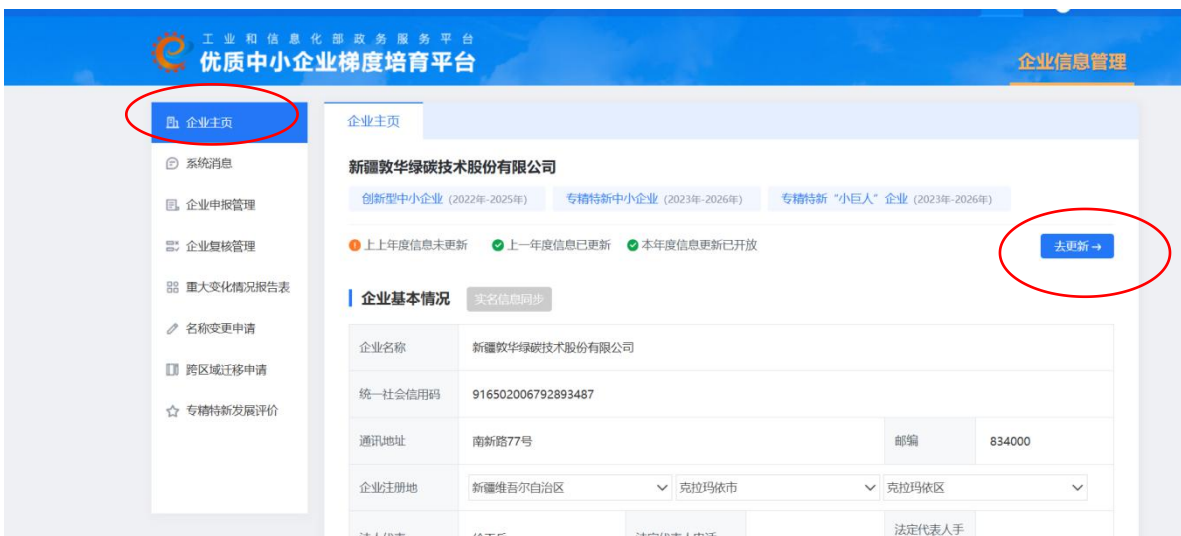 工业和信息化部政务服务平台
优质中小企业梯度培育平台
企业信息管理
企业主页
系统消息
企业申报管理
企业复核管理
重大变化情况报告表
名称变更申请
跨区域迁移申请
专精特新发展评价
企业主页
新疆敦华绿碳技术股份有限公司
创新型中小企业 (2022年-2025年) 专精特新中小企业 (2023年-2026年) 专精特新“小巨人”企业 (2023年-2026年)
上上年度信息未更新 上一年度信息已更新 本年度信息更新已开放 去更新→
企业基本情况 实名信息同步
企业名称 新疆敦华绿碳技术股份有限公司
统一社会信用码 916502006792893487
通讯地址 南新路77号 邮编 834000
企业注册地 新疆维吾尔自治区 克拉玛依市 克拉玛依区
法定代表人手